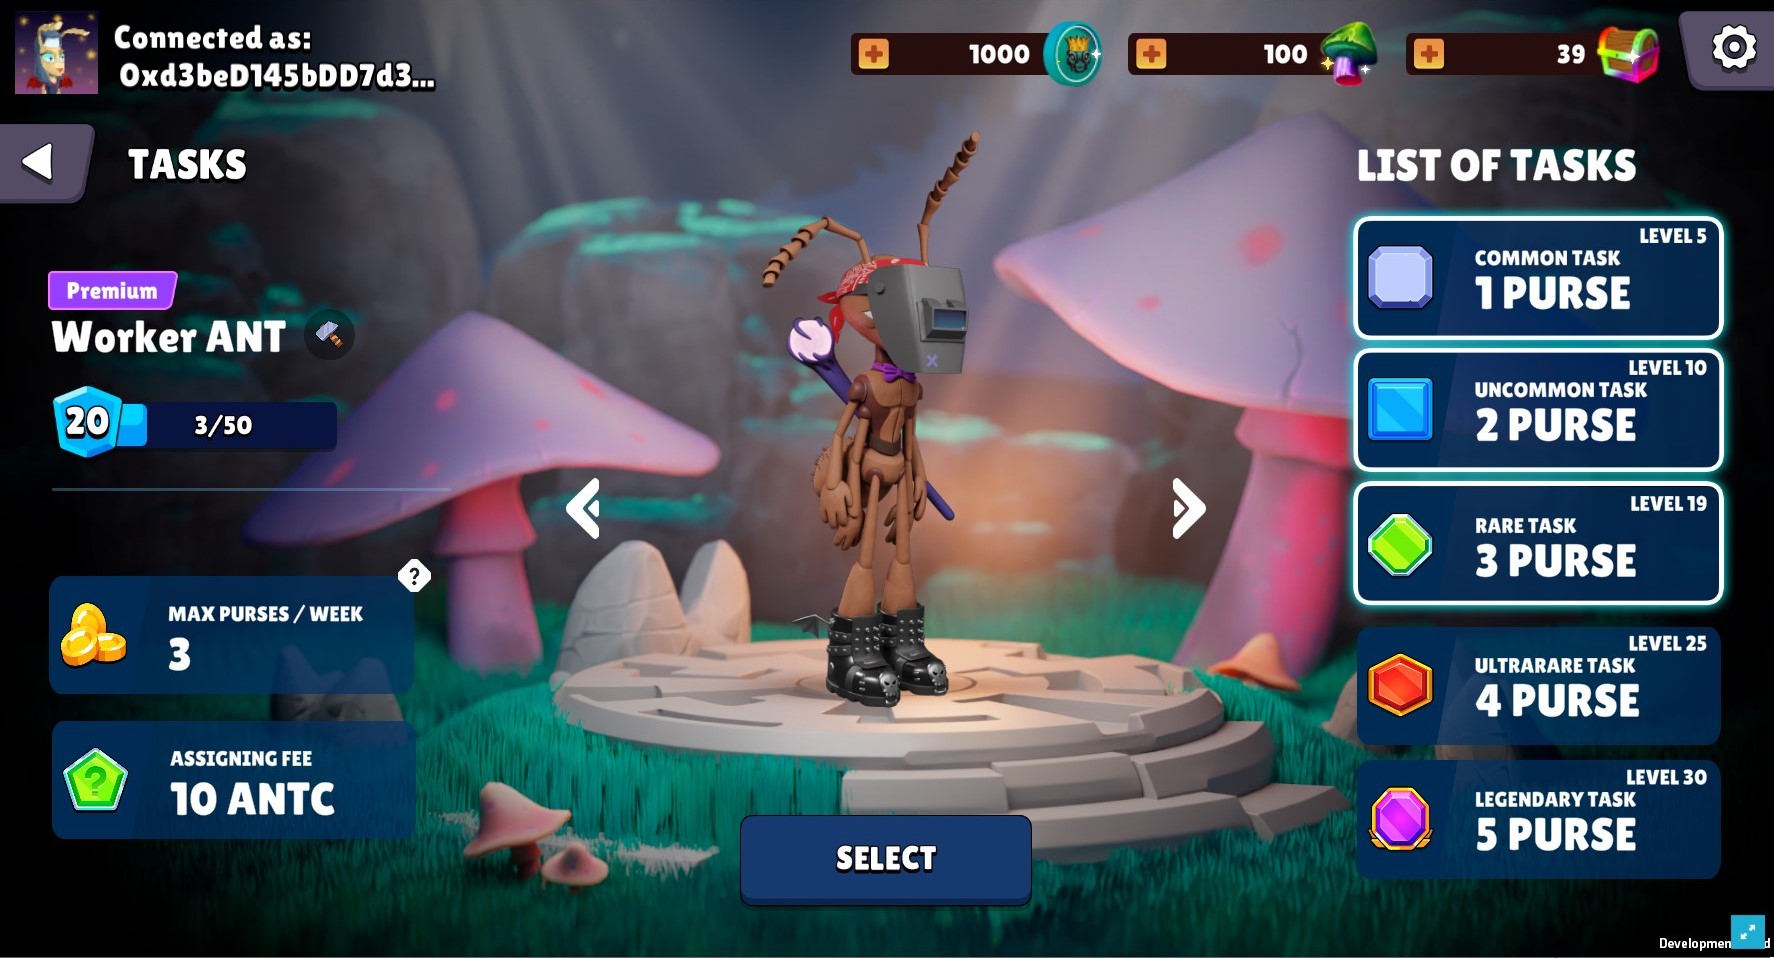 Connected as:
0xd3beD145bDD7d3...
1000
100
39
TASKS
LIST OF TASKS
Premium
Worker ANT
20
3/50
?
MAX PURSES / WEEK
3
?
ASSIGNING FEE
10 ANTC
SELECT
LEVEL 5
COMMON TASK
1 PURSE
LEVEL 10
UNCOMMON TASK
2 PURSE
LEVEL 19
RARE TASK
3 PURSE
LEVEL 25
ULTRARARE TASK
4 PURSE
LEVEL 30
LEGENDARY TASK
5 PURSE